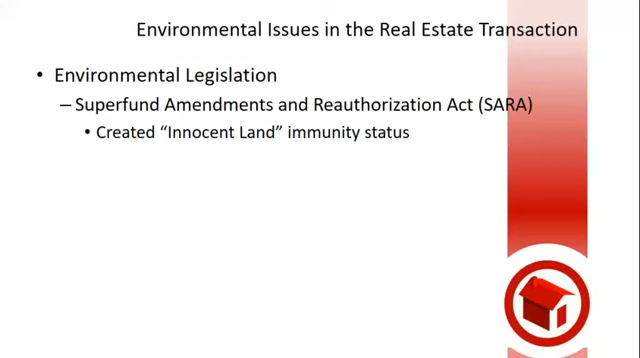 Environmental Issues in the Real Estate Transaction
• Environmental Legislation
– Superfund Amendments and Reauthorization Act (SARA)
• Created “Innocent Land” immunity status